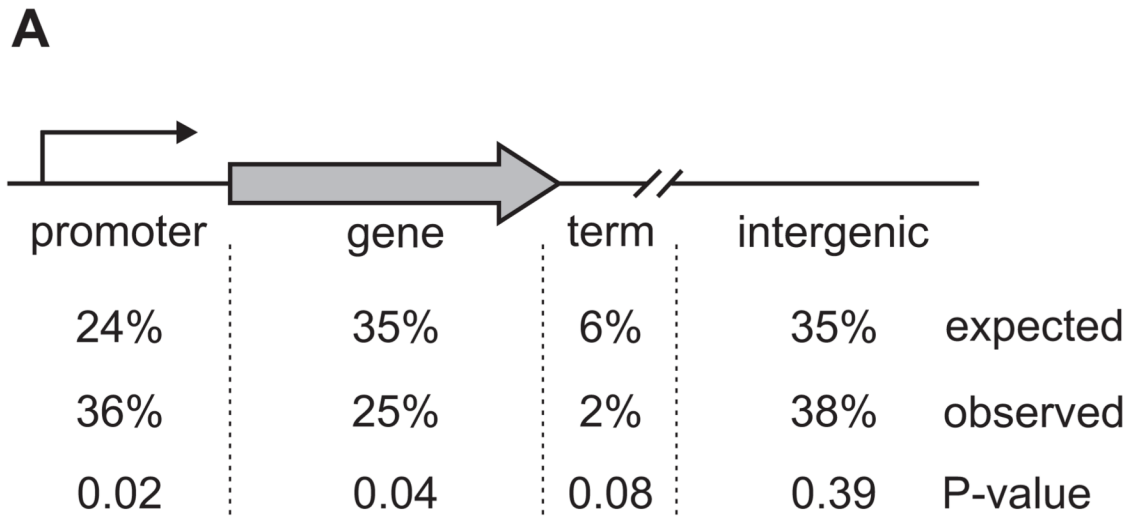 A
promoter gene term intergenic
24% 35% 6% 35% expected
36% 25% 2% 38% observed
0.02 0.04 0.08 0.39 P-value